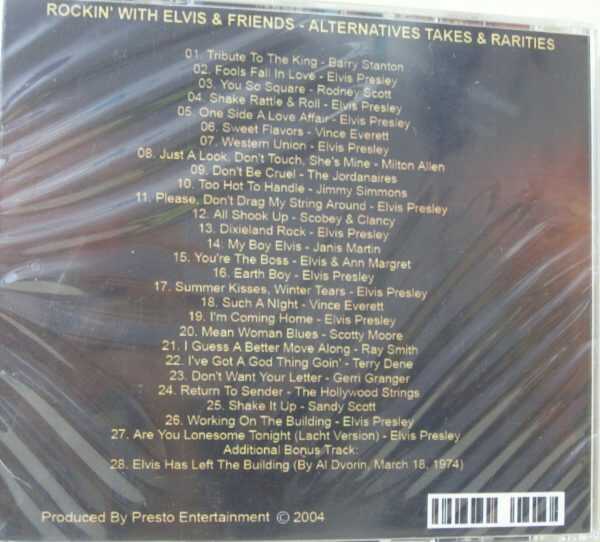 ROCKIN' WITH ELVIS & FRIENDS - ALTERNATIVES TAKES & RARITIES
01. Tribute To The King - Barry Stanton
02. Fools Fall In Love - Elvis Presley
03. You So Square - Rodney Scott
04. Shake Rattle & Roll - Elvis Presley
05. One Side A Love Affair - Elvis Presley
06. Sweet Flavors - Vince Everett
07. Western Union - Elvis Presley
08. Just A Look, Don't Touch, She's Mine - Milton Allen
09. Don't Be Cruel - The Jordanaires
10. Too Hot To Handle - Jimmy Simmons
11. Please, Don't Drag My String Around - Elvis Presley
12. All Shook Up - Scobey & Clancy
13. Dixieland Rock - Elvis Presley
14. My Boy Elvis - Janis Martin
15. You're The Boss - Elvis & Ann Margret
16. Earth Boy - Elvis Presley
17. Summer Kisses, Winter Tears - Elvis Presley
18. Such A NIght - Vince Everett
19. I'm Coming Home - Elvis Presley
20. Mean Woman Blues - Scotty Moore
21. I Guess A Better Move Along - Ray Smith
22. I've Got A God Thing Goin' - Terry Dene
23. Don't Want Your Letter - Gerri Granger
24. Return To Sender - The Hollywood Strings
25. Shake It Up - Sandy Scott
26. Working On The Building - Elvis Presley
27. Are You Lonesome Tonight (Lacht Version) - Elvis Presley
Additional Bonus Track:
28. Elvis Has Left The Building (By Al Dvorin, March 18, 1974)
Produced By Presto Entertainment © 2004